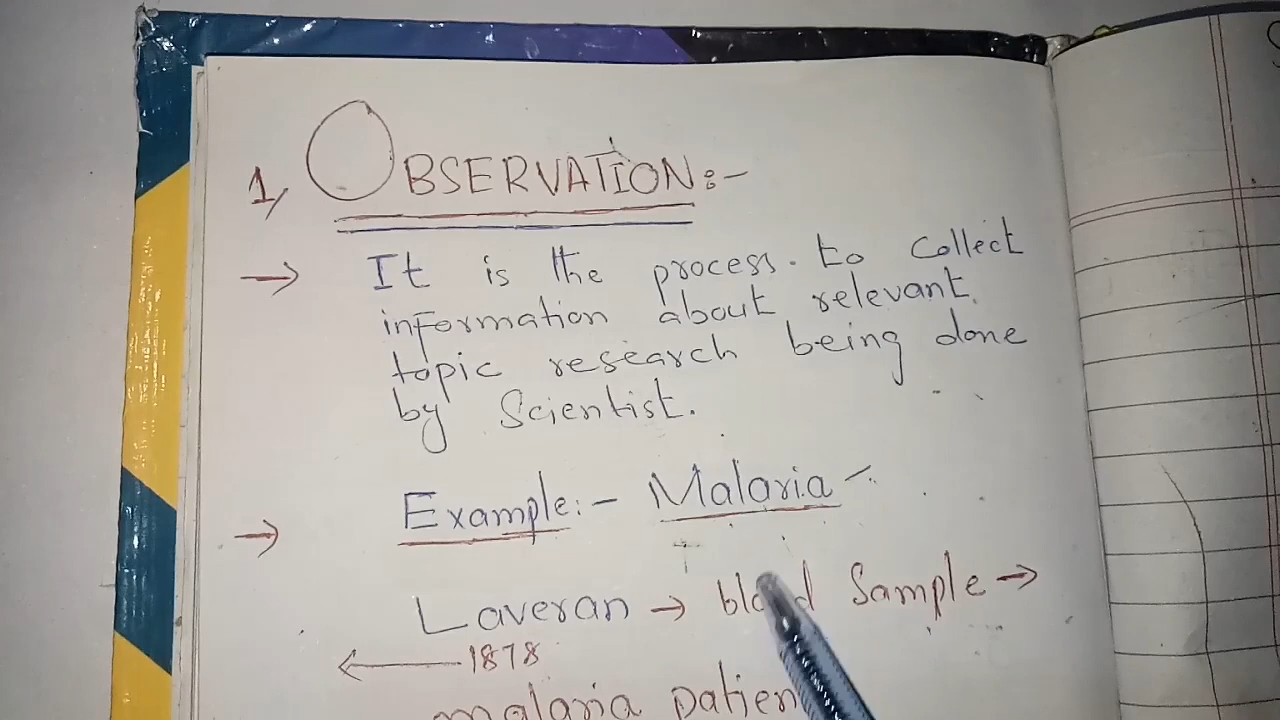 1, OBSERVATION:-
→ It is the process. to collect
information about relevant.
topic research being done
by Scientist.
→ Example:- Malaria -:
Laveran → blood Sample →
← 1878
malaria patien